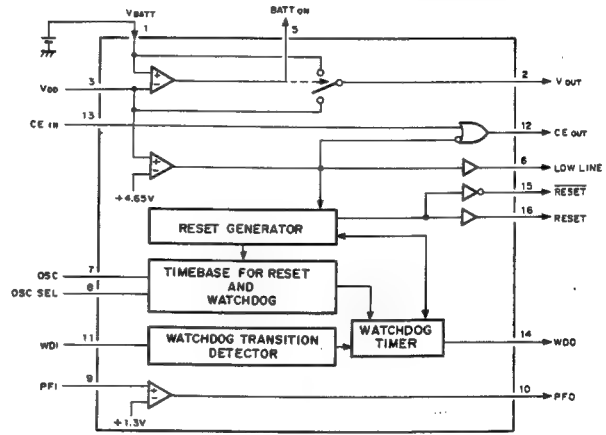 VBATT
BATT ON
1
5
3
VDD
2
VOUT
13
CE IN
12
CE OUT
6
LOW LINE
15
RESET
+4.65V
16
RESET
RESET GENERATOR
7
OSC
TIMEBASE FOR RESET
AND
WATCHDOG
8
OSC SEL
WATCHDOG
TIMER
14
WDO
11
WDI
WATCHDOG TRANSITION
DETECTOR
9
PFI
10
PFO
+1.3V